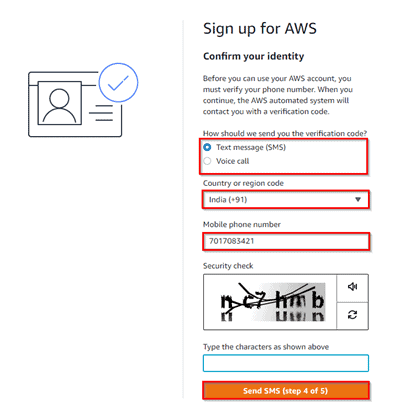 Sign up for AWS
Confirm your identity
Before you can use your AWS account, you
must verify your phone number. When you
continue, the AWS automated system will
contact you with a verification code.
How should we send you the verification code?
Text message (SMS)
Voice call
Country or region code
India (+91)
Mobile phone number
7017083421
Security check
Type the characters as shown above
Send SMS (step 4 of 5)